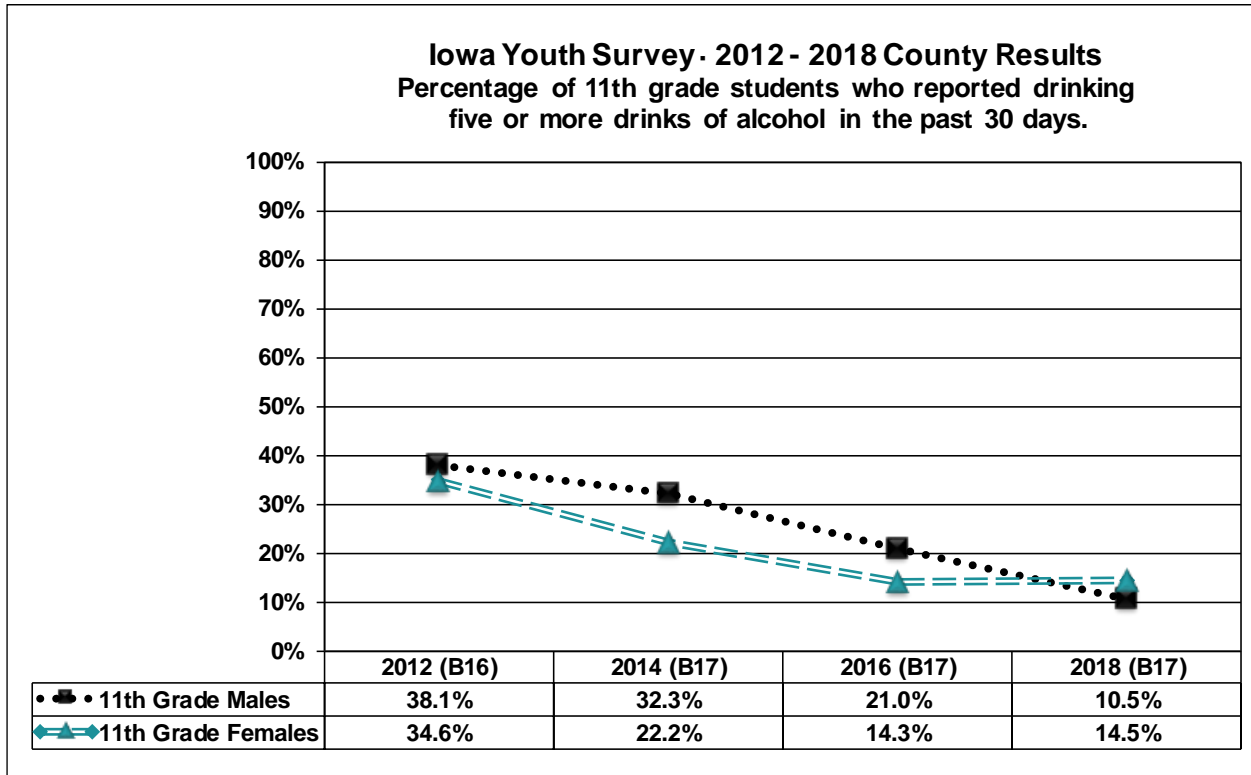 Iowa Youth Survey · 2012 - 2018 County Results
Percentage of 11th grade students who reported drinking
five or more drinks of alcohol in the past 30 days.
100%
90%
80%
70%
60%
50%
40%
30%
20%
10%
0%
2012 (B16) 2014 (B17) 2016 (B17) 2018 (B17)
11th Grade Males 38.1% 32.3% 21.0% 10.5%
11th Grade Females 34.6% 22.2% 14.3% 14.5%